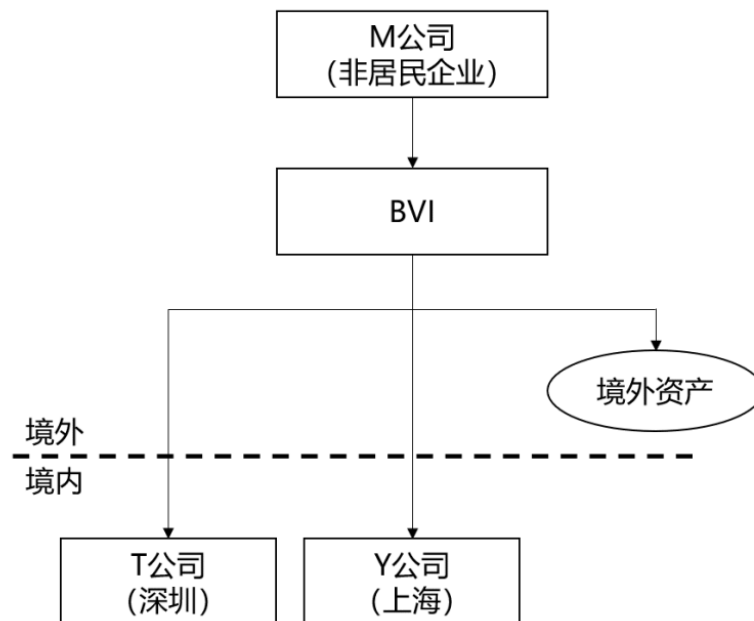 M公司
（非居民企业）
BVI
境外资产
境外
境内
T公司
（深圳）
Y公司
（上海）